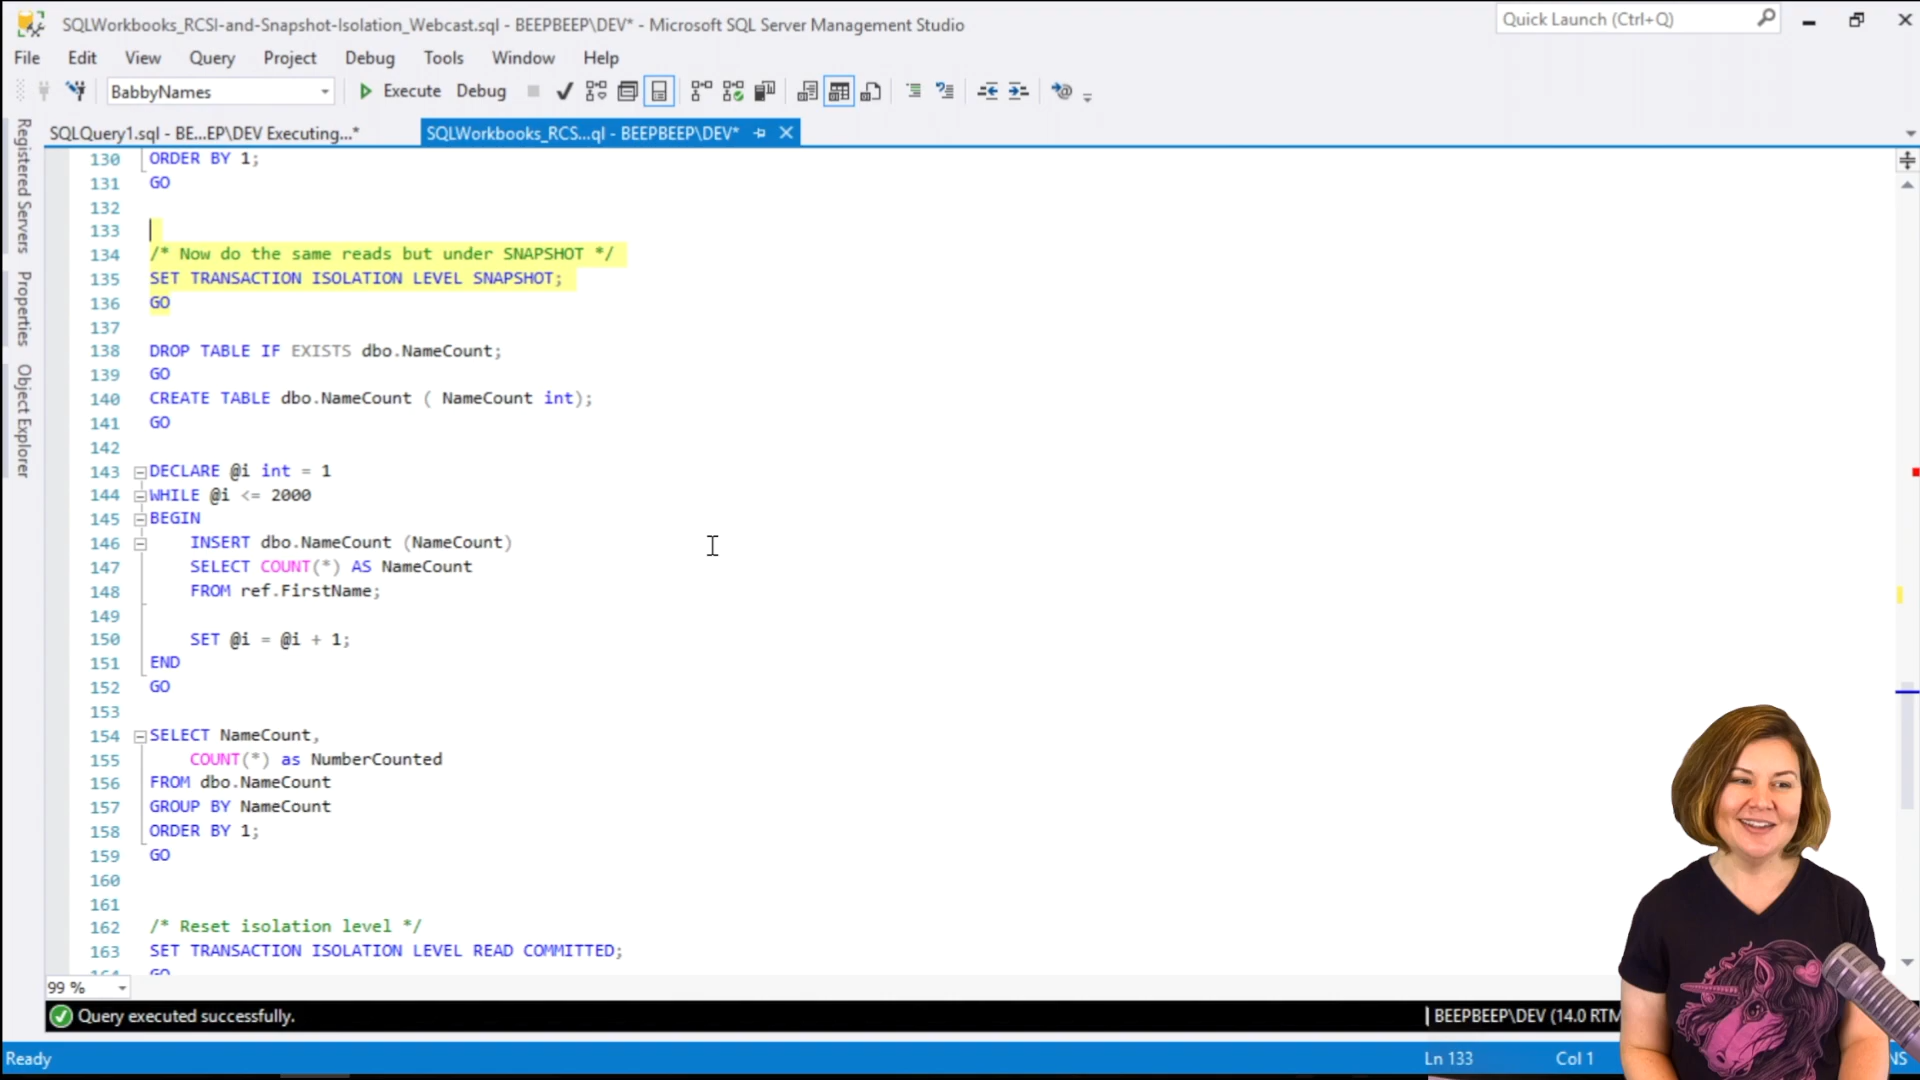 SQLWorkbooks_RCSI-and-Snapshot-Isolation_Webcast.sql - BEEPBEEP\DEV* - Microsoft SQL Server Management Studio
Quick Launch (Ctrl+Q)
File Edit View Query Project Debug Tools Window Help
BabbyNames Execute Debug
SQLQuery1.sql - BE...EP\DEV Executing...*
SQLWorkbooks_RCS...ql - BEEPBEEP\DEV*
Registered Servers
Properties
Object Explorer
130 ORDER BY 1;
131 GO
132
133
134 /* Now do the same reads but under SNAPSHOT */
135 SET TRANSACTION ISOLATION LEVEL SNAPSHOT;
136 GO
137
138 DROP TABLE IF EXISTS dbo.NameCount;
139 GO
140 CREATE TABLE dbo.NameCount ( NameCount int);
141 GO
142
143 DECLARE @i int = 1
144 WHILE @i <= 2000
145 BEGIN
146 INSERT dbo.NameCount (NameCount)
147 SELECT COUNT(*) AS NameCount
148 FROM ref.FirstName;
149
150 SET @i = @i + 1;
151 END
152 GO
153
154 SELECT NameCount,
155 COUNT(*) as NumberCounted
156 FROM dbo.NameCount
157 GROUP BY NameCount
158 ORDER BY 1;
159 GO
160
161
162 /* Reset isolation level */
163 SET TRANSACTION ISOLATION LEVEL READ COMMITTED;
164 GO
99 %
Query executed successfully.
BEEPBEEP\DEV (14.0 RTM
Ready
Ln 133
Col 1
NS